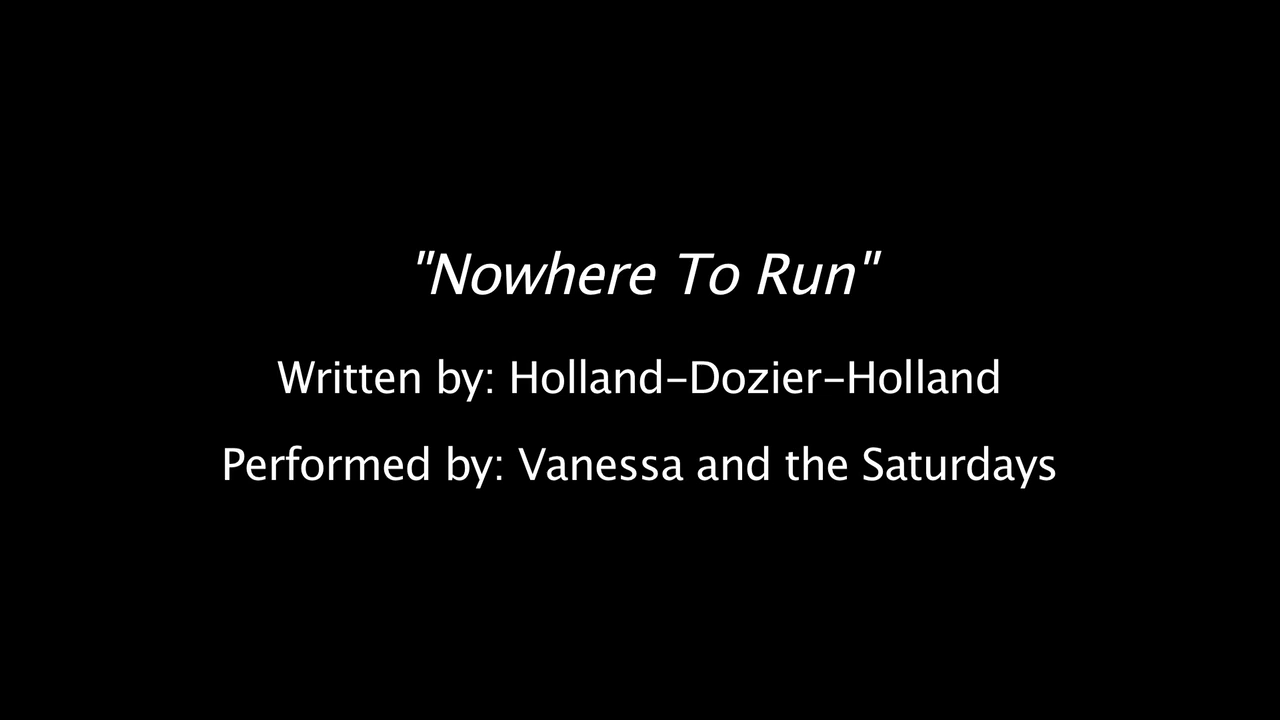 "Nowhere To Run"
Written by: Holland-Dozier-Holland
Performed by: Vanessa and the Saturdays